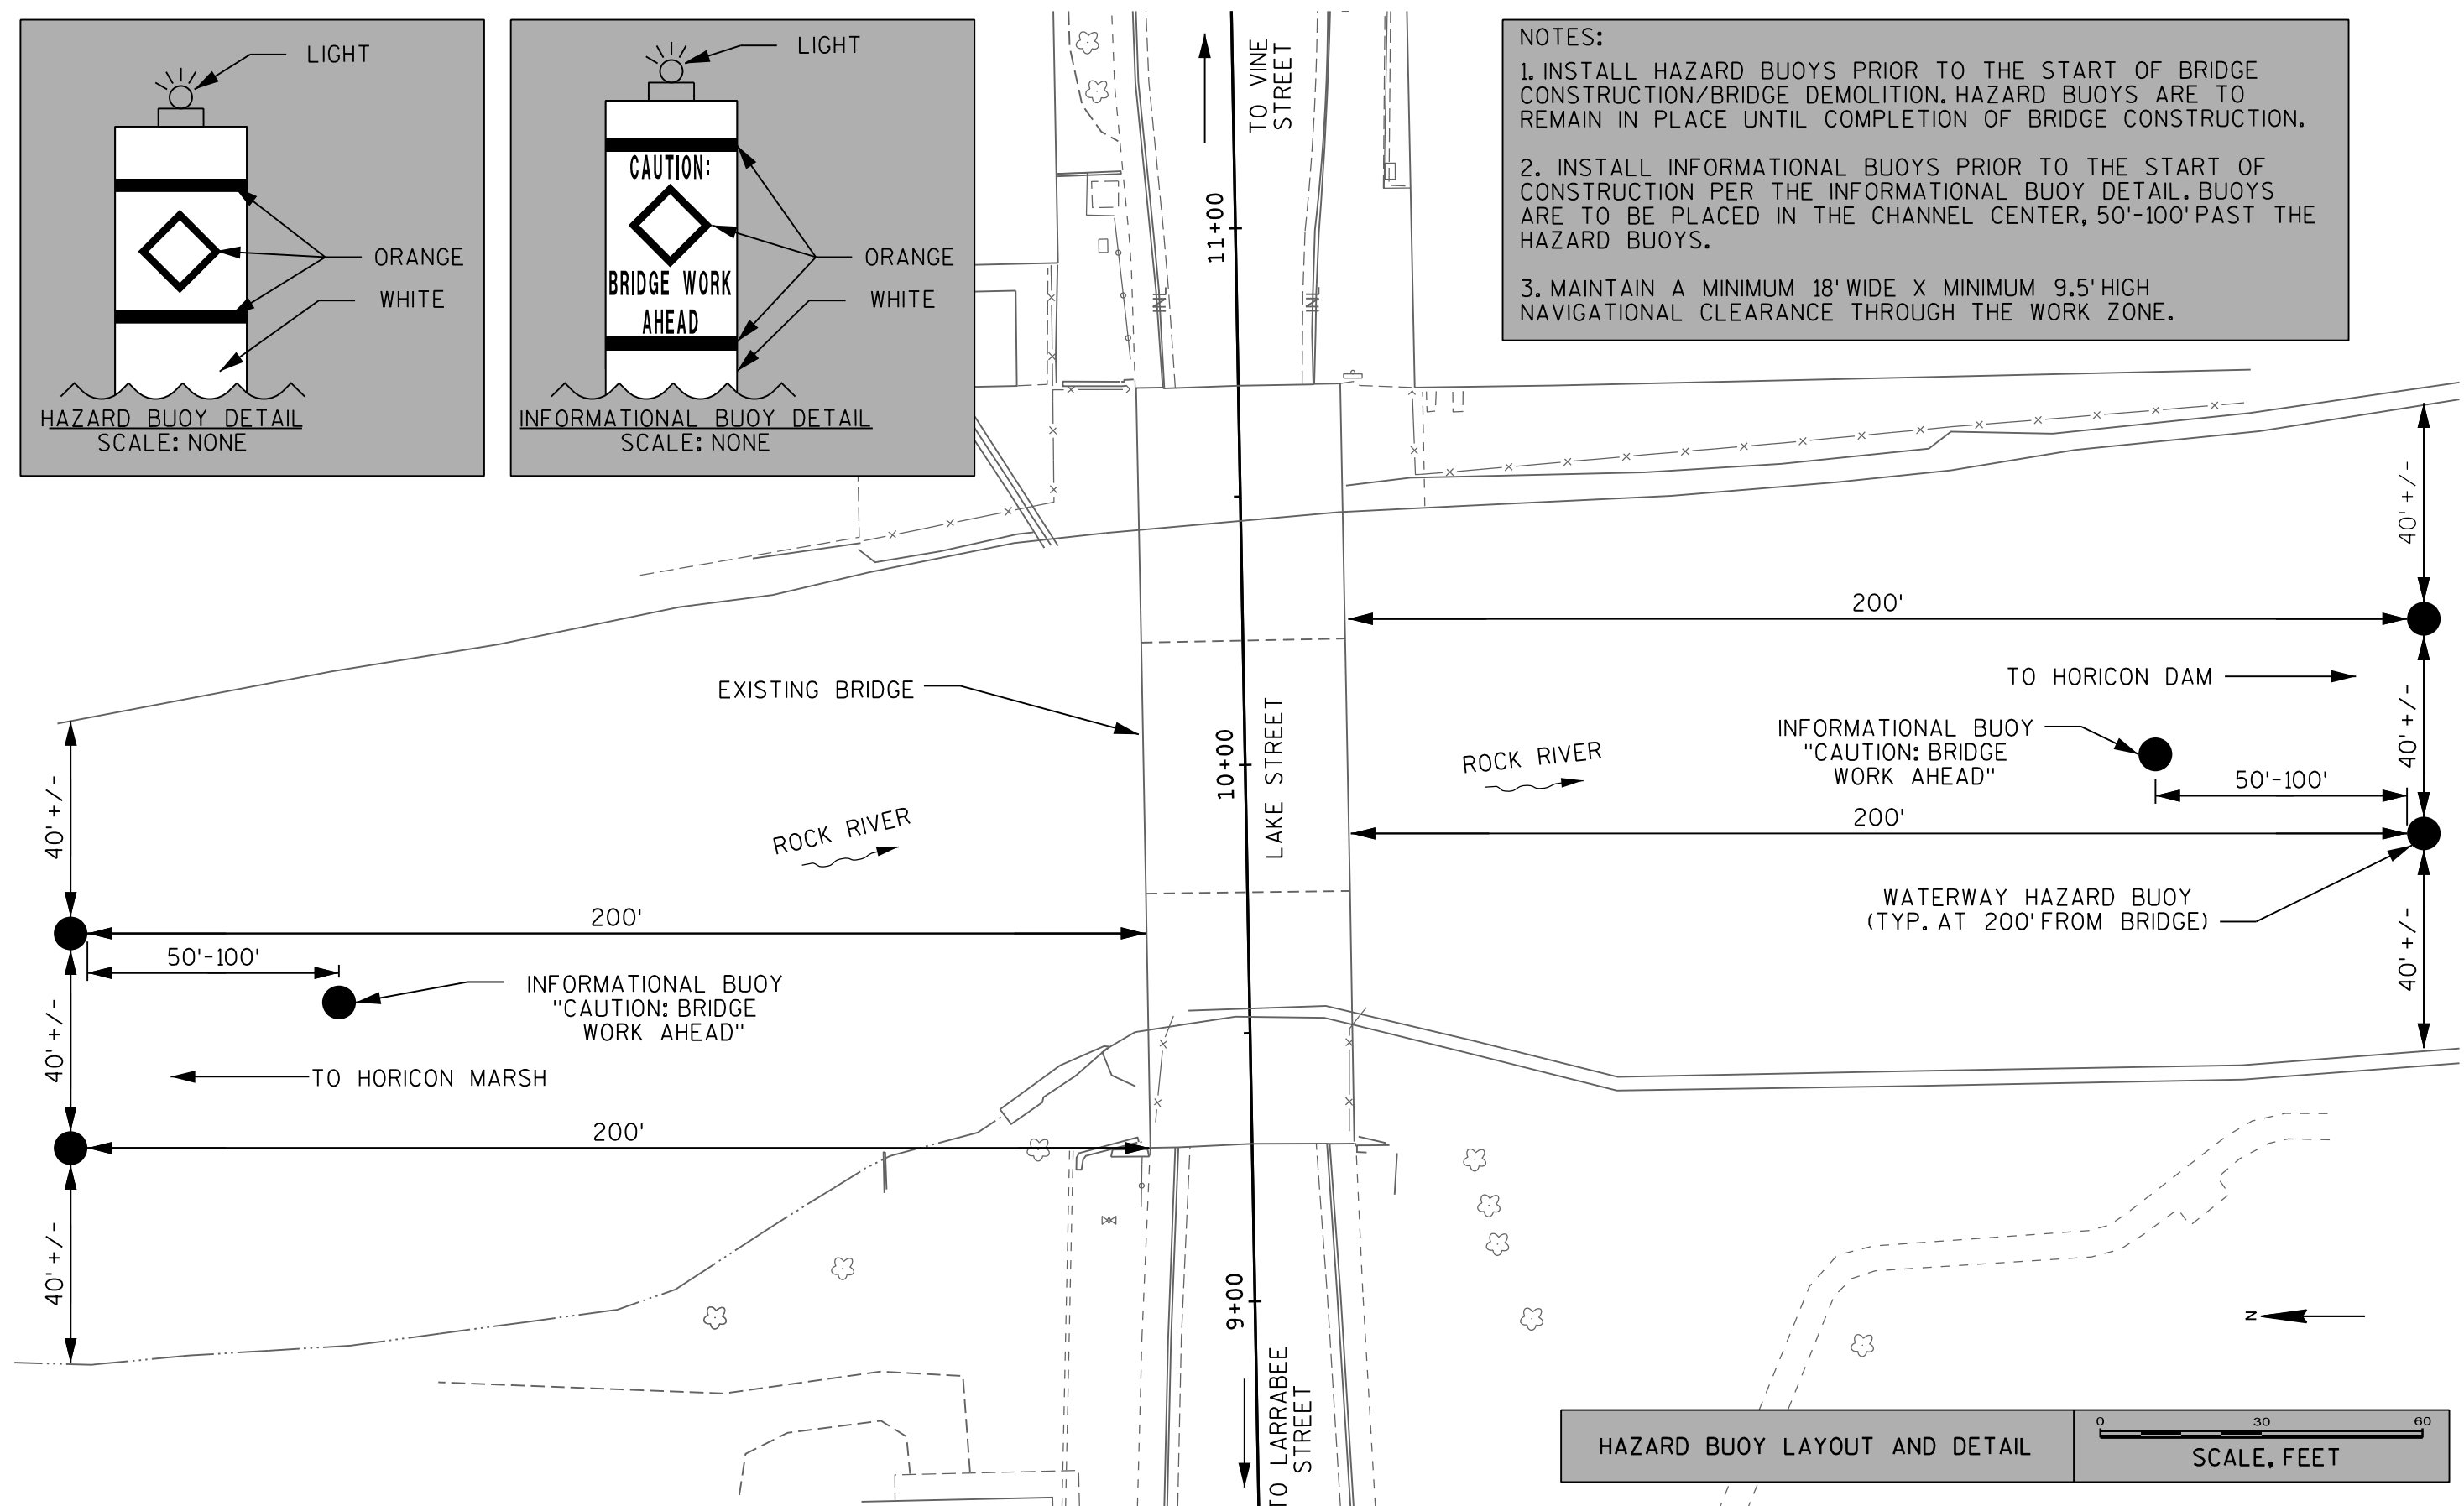 LIGHT
ORANGE
WHITE
HAZARD BUOY DETAIL
SCALE: NONE
LIGHT
CAUTION:
BRIDGE WORK
AHEAD
ORANGE
WHITE
INFORMATIONAL BUOY DETAIL
SCALE: NONE
TO VINE
STREET
11+00
INL
INL
NOTES:
1. INSTALL HAZARD BUOYS PRIOR TO THE START OF BRIDGE
CONSTRUCTION/BRIDGE DEMOLITION. HAZARD BUOYS ARE TO
REMAIN IN PLACE UNTIL COMPLETION OF BRIDGE CONSTRUCTION.
2. INSTALL INFORMATIONAL BUOYS PRIOR TO THE START OF
CONSTRUCTION PER THE INFORMATIONAL BUOY DETAIL. BUOYS
ARE TO BE PLACED IN THE CHANNEL CENTER, 50'-100' PAST THE
HAZARD BUOYS.
3. MAINTAIN A MINIMUM 18' WIDE X MINIMUM 9.5' HIGH
NAVIGATIONAL CLEARANCE THROUGH THE WORK ZONE.
40'+/-
200'
TO HORICON DAM
EXISTING BRIDGE
10+00
LAKE STREET
ROCK RIVER
INFORMATIONAL BUOY
"CAUTION: BRIDGE
WORK AHEAD"
40'+/-
50'-100'
200'
40'+/-
ROCK RIVER
WATERWAY HAZARD BUOY
(TYP. AT 200' FROM BRIDGE)
40'+/-
200'
50'-100'
INFORMATIONAL BUOY
"CAUTION: BRIDGE
WORK AHEAD"
40'+/-
TO HORICON MARSH
200'
40'+/-
9+00
TO LARRABEE
STREET
N
HAZARD BUOY LAYOUT AND DETAIL
0 30 60
SCALE, FEET